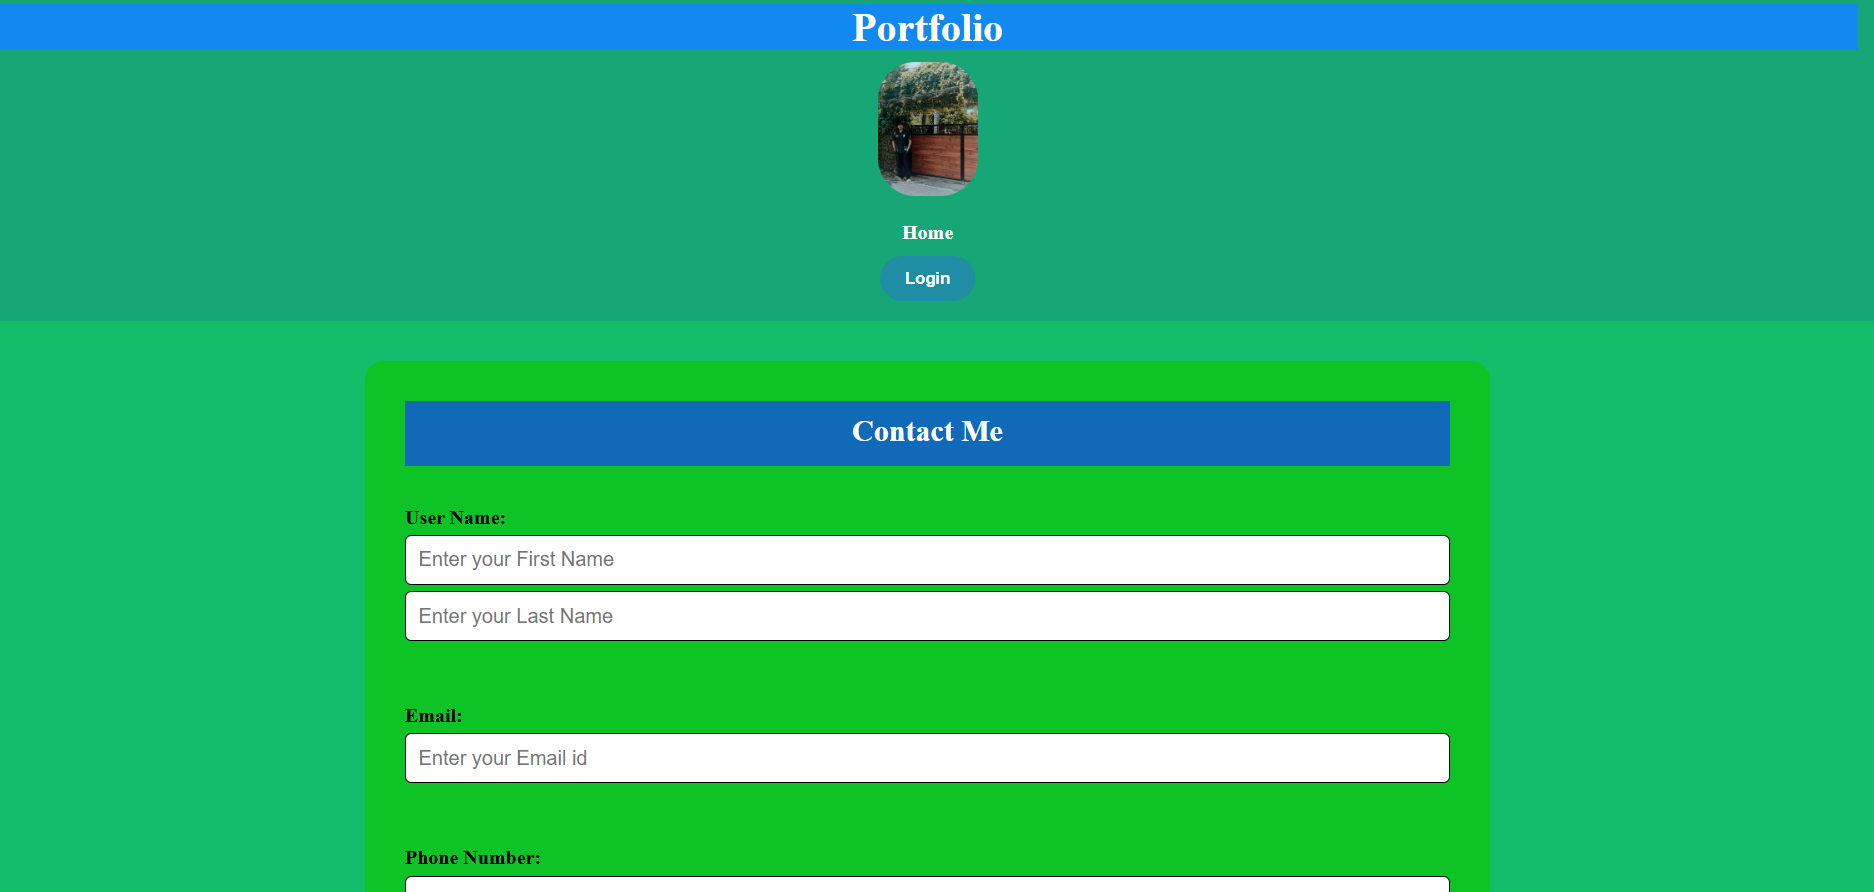 Portfolio
Home
Login
Contact Me
User Name:
Enter your First Name
Enter your Last Name
Email:
Enter your Email id
Phone Number: